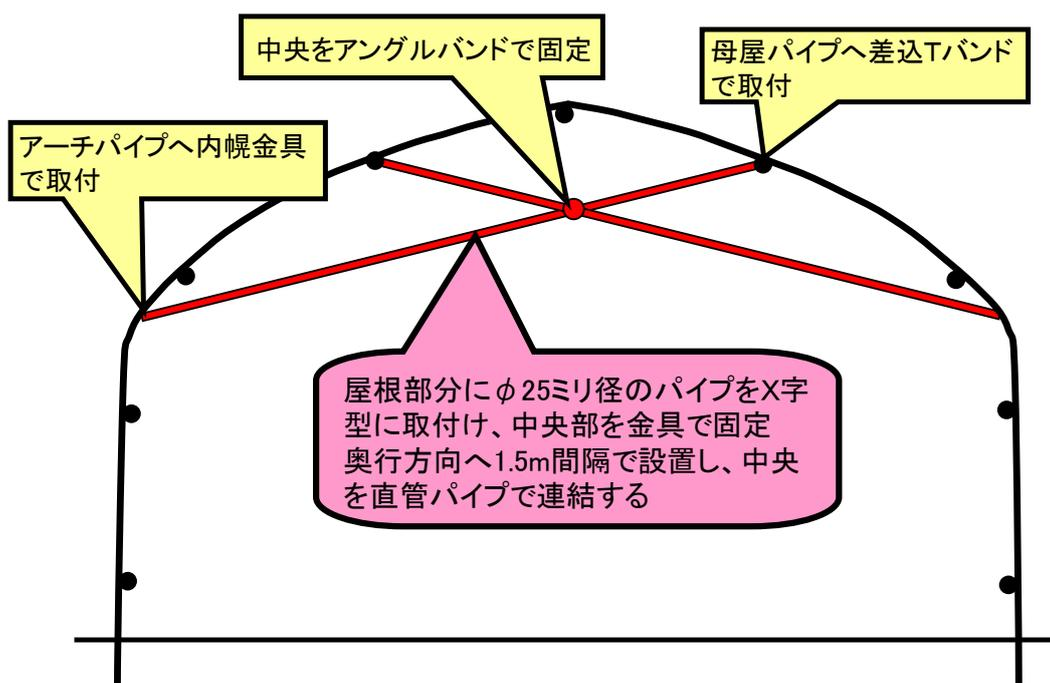 中央をアングルバンドで固定
母屋パイプへ差込Tバンド
で取付
アーチパイプへ内幌金具
で取付
屋根部分にφ25ミリ径のパイプをX字
型に取付け、中央部を金具で固定
奥行方向へ1.5m間隔で設置し、中央
を直管パイプで連結する